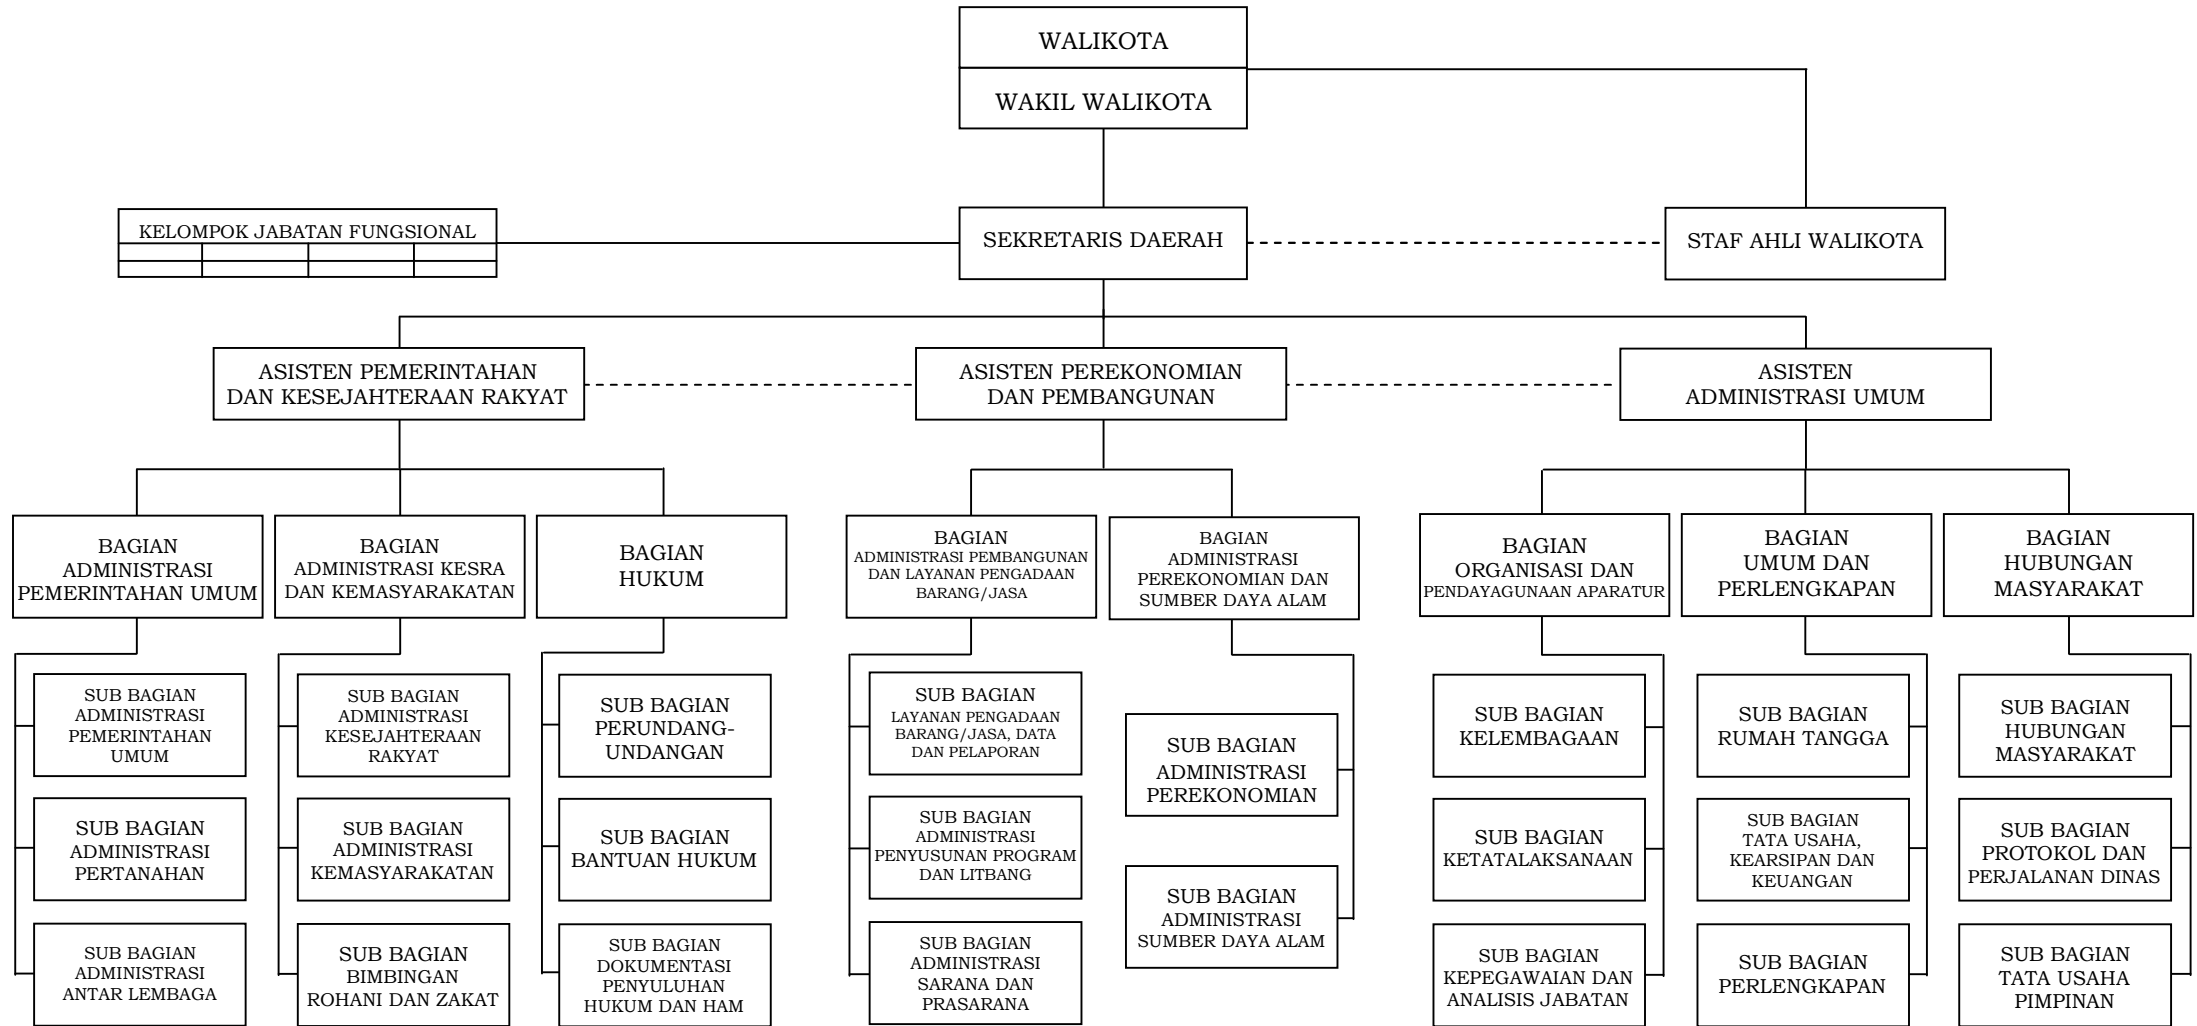 WALIKOTA
WAKIL WALIKOTA
KELOMPOK JABATAN FUNGSIONAL
SEKRETARIS DAERAH
STAF AHLI WALIKOTA
ASISTEN PEMERINTAHAN
DAN KESEJAHTERAAN RAKYAT
ASISTEN PEREKONOMIAN
DAN PEMBANGUNAN
ASISTEN
ADMINISTRASI UMUM
BAGIAN
ADMINISTRASI
PEMERINTAHAN UMUM
BAGIAN
ADMINISTRASI KESRA
DAN KEMASYARAKATAN
BAGIAN
HUKUM
BAGIAN
ADMINISTRASI PEMBANGUNAN
DAN LAYANAN PENGADAAN
BARANG/JASA
BAGIAN
ADMINISTRASI
PEREKONOMIAN DAN
SUMBER DAYA ALAM
BAGIAN
ORGANISASI DAN
PENDAYAGUNAAN APARATUR
BAGIAN
UMUM DAN
PERLENGKAPAN
BAGIAN
HUBUNGAN
MASYARAKAT
SUB BAGIAN
ADMINISTRASI
PEMERINTAHAN
UMUM
SUB BAGIAN
ADMINISTRASI
KESEJAHTERAAN
RAKYAT
SUB BAGIAN
PERUNDANG-
UNDANGAN
SUB BAGIAN
LAYANAN PENGADAAN
BARANG/JASA, DATA
DAN PELAPORAN
SUB BAGIAN
ADMINISTRASI
PEREKONOMIAN
SUB BAGIAN
KELEMBAGAAN
SUB BAGIAN
RUMAH TANGGA
SUB BAGIAN
HUBUNGAN
MASYARAKAT
SUB BAGIAN
ADMINISTRASI
PERTANAHAN
SUB BAGIAN
ADMINISTRASI
KEMASYARAKATAN
SUB BAGIAN
BANTUAN HUKUM
SUB BAGIAN
ADMINISTRASI
PENYUSUNAN PROGRAM
DAN LITBANG
SUB BAGIAN
ADMINISTRASI
SUMBER DAYA ALAM
SUB BAGIAN
KETATALAKSANAAN
SUB BAGIAN
TATA USAHA,
KEARSIPAN DAN
KEUANGAN
SUB BAGIAN
PROTOKOL DAN
PERJALANAN DINAS
SUB BAGIAN
ADMINISTRASI
ANTAR LEMBAGA
SUB BAGIAN
BIMBINGAN
ROHANI DAN ZAKAT
SUB BAGIAN
DOKUMENTASI
PENYULUHAN
HUKUM DAN HAM
SUB BAGIAN
ADMINISTRASI
SARANA DAN
PRASARANA
SUB BAGIAN
KEPEGAWAIAN DAN
ANALISIS JABATAN
SUB BAGIAN
PERLENGKAPAN
SUB BAGIAN
TATA USAHA
PIMPINAN